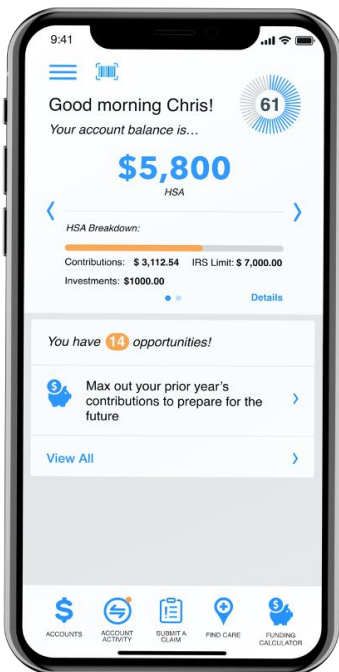 9:41
Good morning Chris!
61
Your account balance is...
$5,800
HSA
HSA Breakdown:
Contributions: $ 3,112.54 IRS Limit: $ 7,000.00
Investments: $1000.00
Details
You have 14 opportunities!
$
Max out your prior year's
contributions to prepare for the
future
View All
$
$
ACCOUNTS
ACCOUNT
ACTIVITY
SUBMIT A
CLAIM
FIND CARE
FUNDING
CALCULATOR